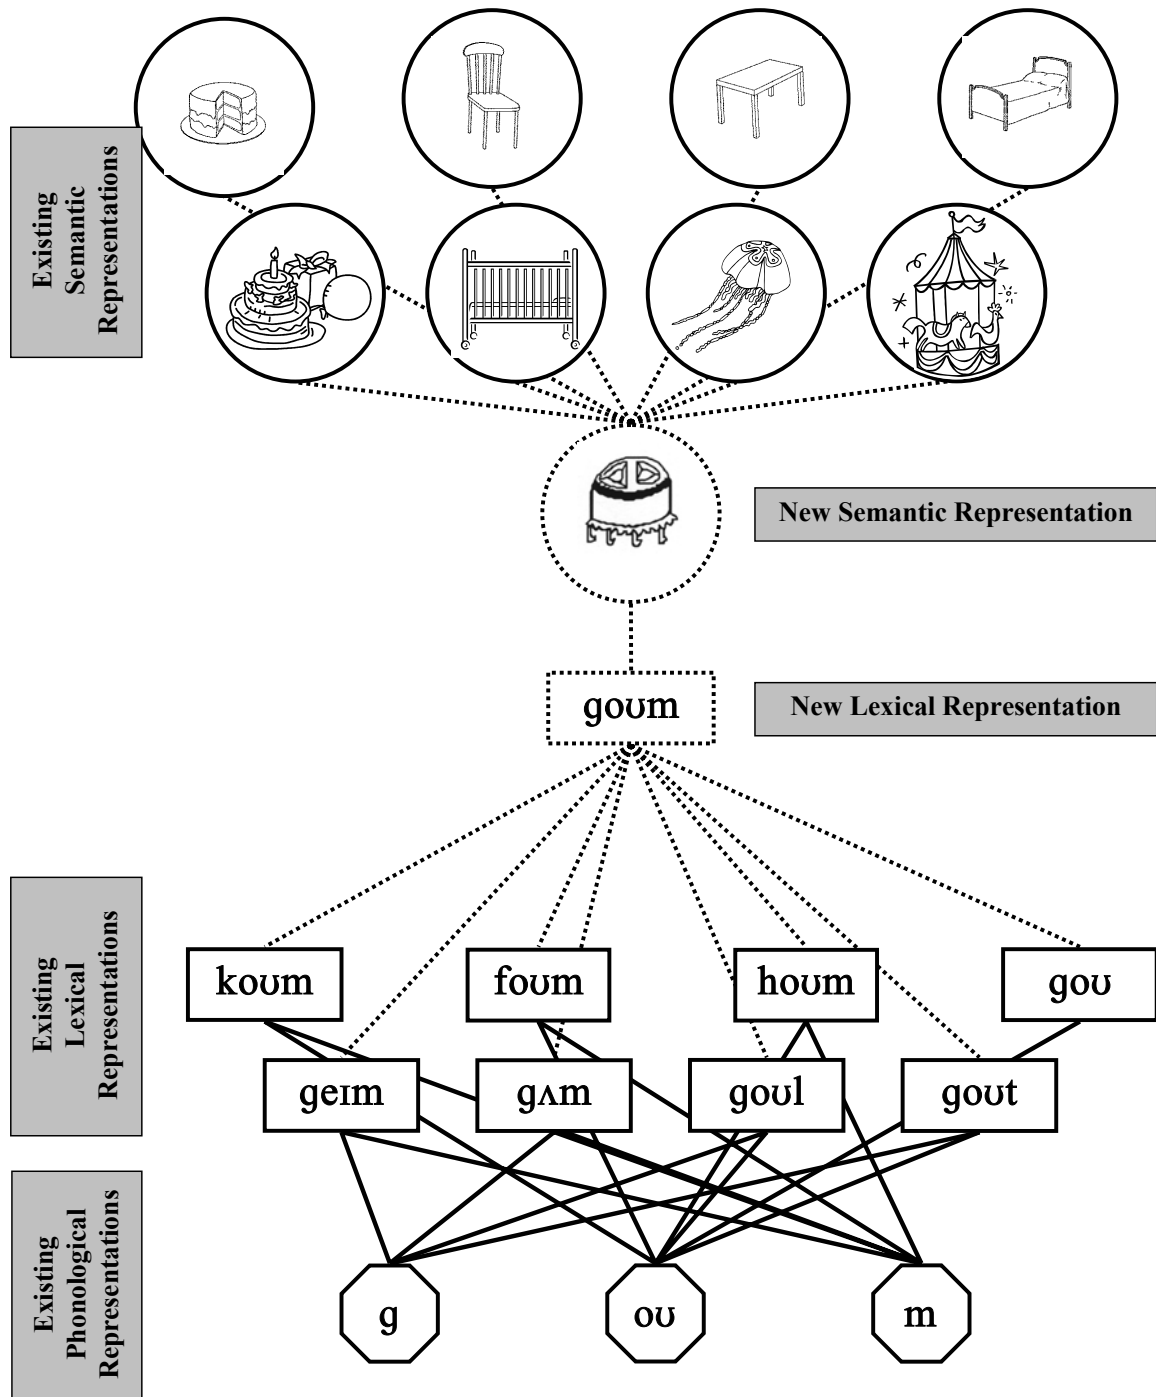 Existing
Semantic
Representations
New Semantic Representation
goʊm
New Lexical Representation
Existing
Lexical
Representations
koʊm
foʊm
hoʊm
goʊ
geɪm
gʌm
goʊl
goʊt
Existing
Phonological
Representations
g
oʊ
m